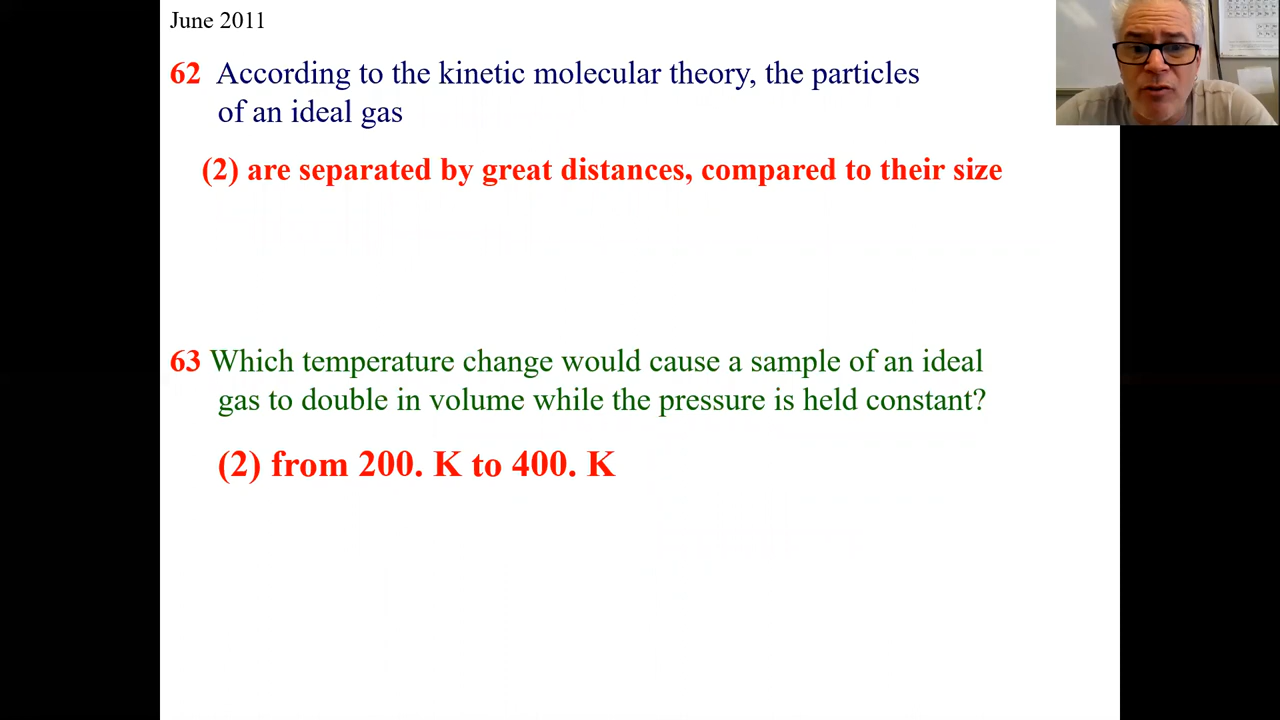 June 2011
62 According to the kinetic molecular theory, the particles
of an ideal gas
(2) are separated by great distances, compared to their size
63 Which temperature change would cause a sample of an ideal
gas to double in volume while the pressure is held constant?
(2) from 200. K to 400. K